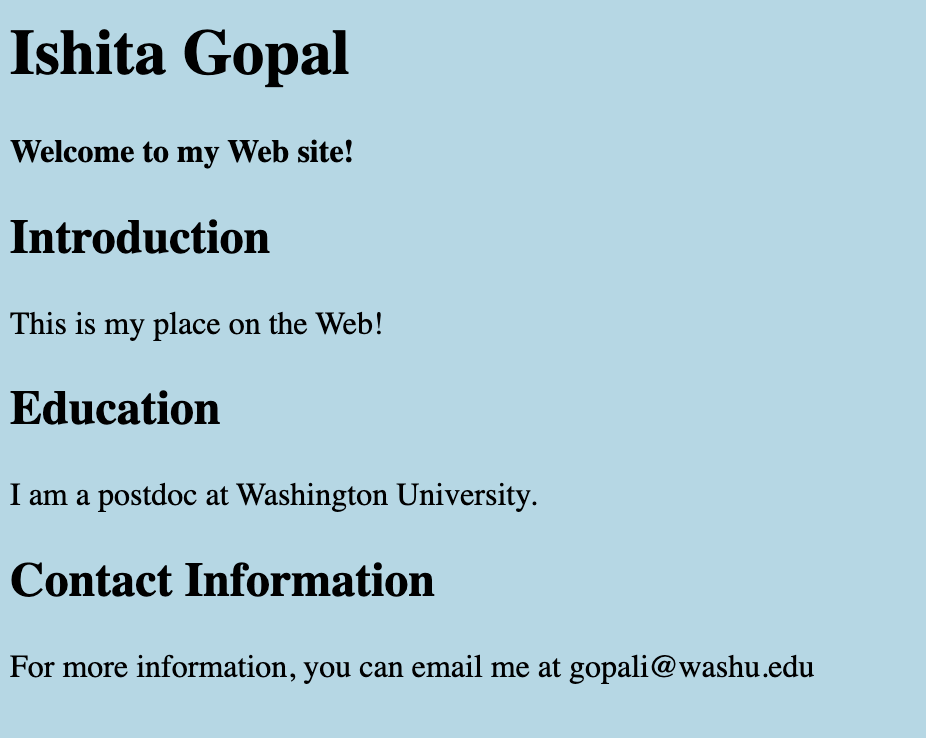 Ishita Gopal
Welcome to my Web site!
Introduction
This is my place on the Web!
Education
I am a postdoc at Washington University.
Contact Information
For more information, you can email me at gopali@washu.edu